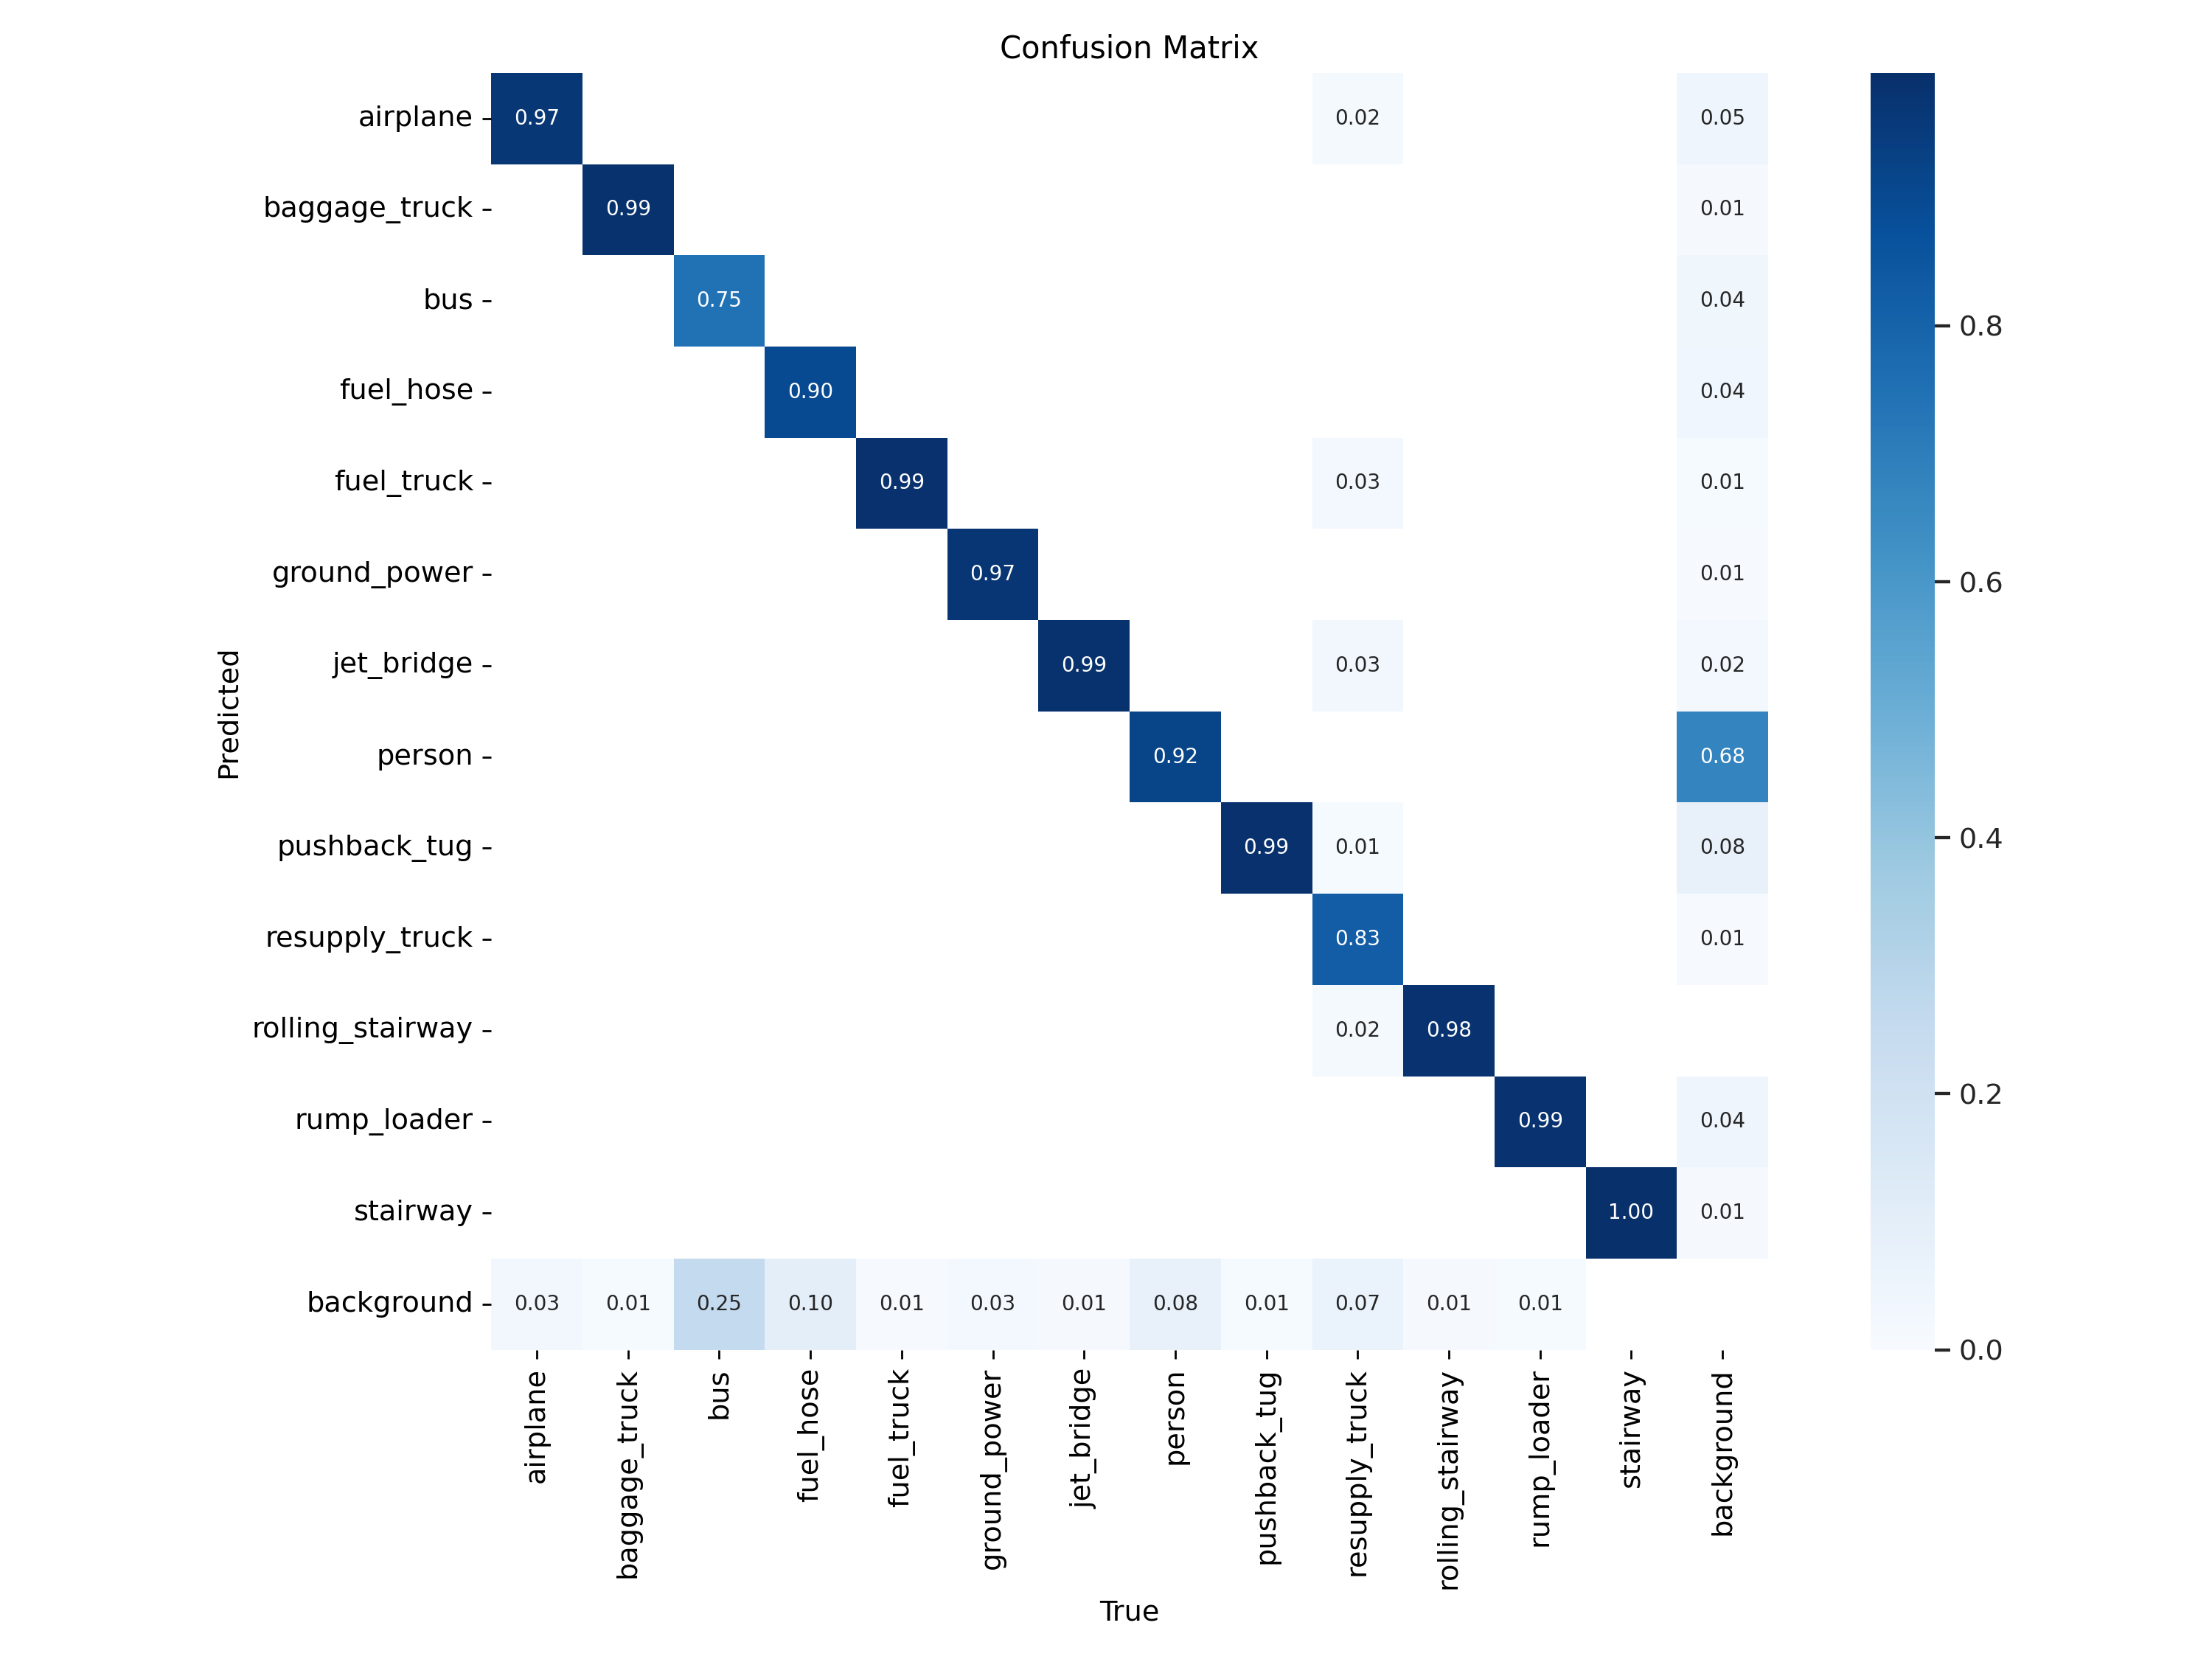 Confusion Matrix
airplane 0.97 0.02 0.05
baggage_truck 0.99 0.01
bus 0.75 0.04 0.8
fuel_hose 0.90 0.04
fuel_truck 0.99 0.03 0.01
ground_power 0.97 0.01 0.6
jet_bridge 0.99 0.03 0.02
Predicted
person 0.92 0.68
pushback_tug 0.99 0.01 0.08 0.4
resupply_truck 0.83 0.01
rolling_stairway 0.02 0.98
rump_loader 0.99 0.04 0.2
stairway 1.00 0.01
background 0.03 0.01 0.25 0.10 0.01 0.03 0.01 0.08 0.01 0.07 0.01 0.01
0.0
airplane
baggage_truck
bus
fuel_hose
fuel_truck
ground_power
jet_bridge
person
pushback_tug
resupply_truck
rolling_stairway
rump_loader
stairway
background
True